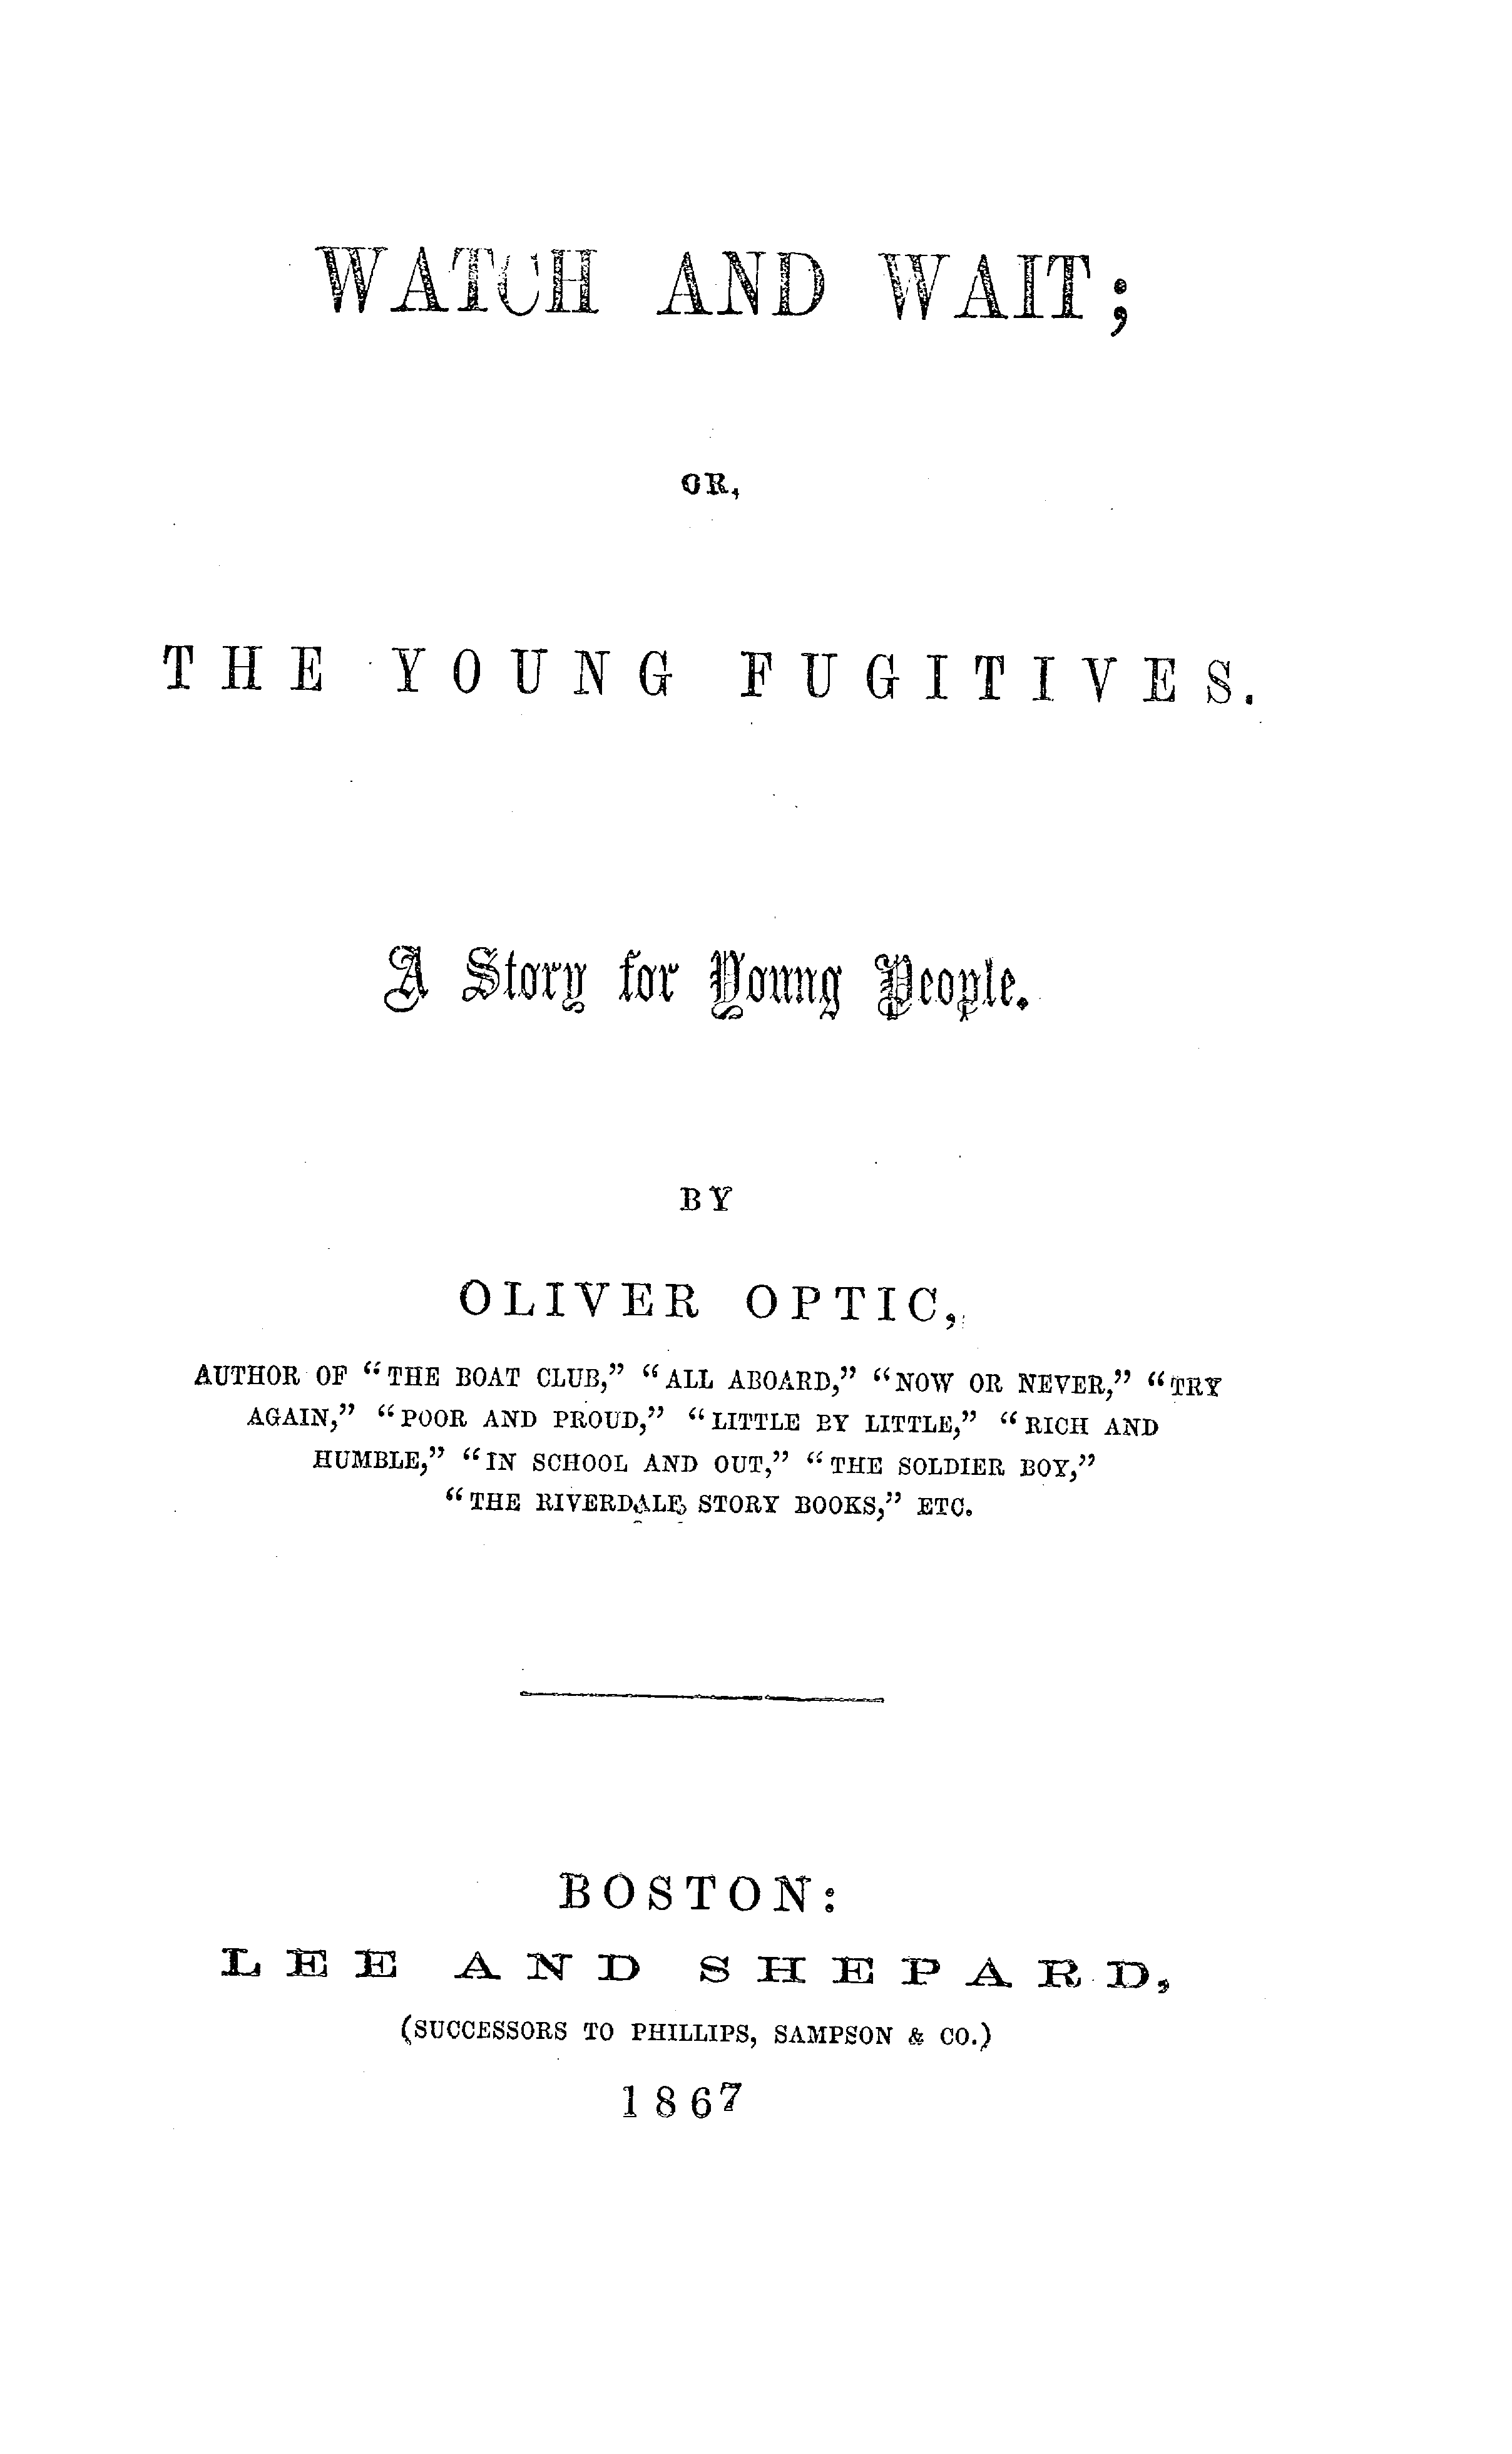 WATCH AND WAIT;
OR,
THE YOUNG FUGITIVES.
A Story for Young People.
BY
OLIVER OPTIC,
AUTHOR OF “THE BOAT CLUB,” “ALL ABOARD,” “NOW OR NEVER,” “TRY
AGAIN,” “POOR AND PROUD,” “LITTLE BY LITTLE,” “RICH AND
HUMBLE,” “IN SCHOOL AND OUT,” “THE SOLDIER BOY,”
“THE RIVERDALE STORY BOOKS,” ETC.
BOSTON:
LEE AND SHEPARD,
(SUCCESSORS TO PHILLIPS, SAMPSON & CO.)
1867